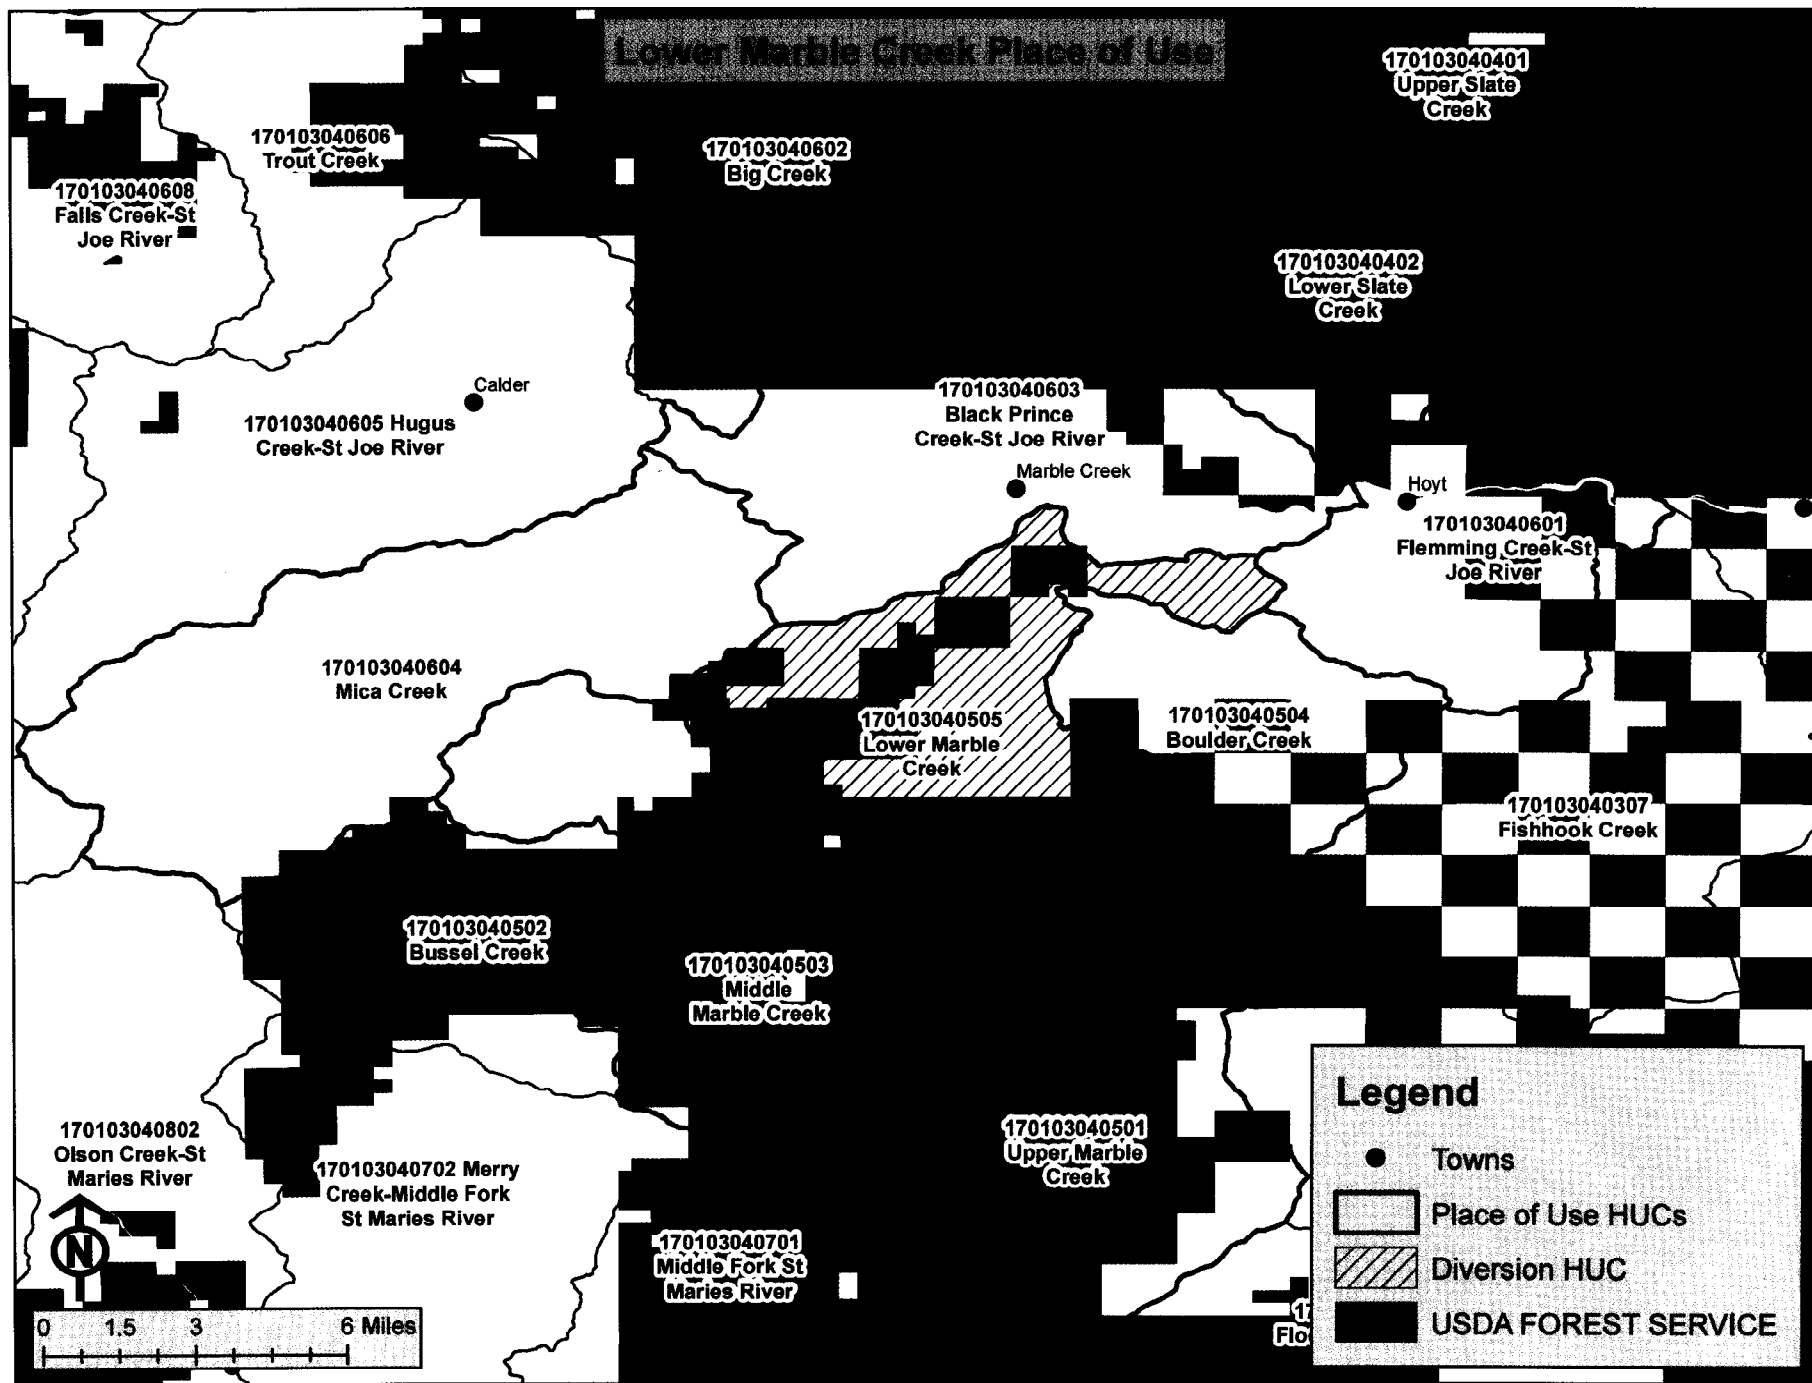 Lower Marble Creek Place of Use
170103040401
Upper Slate
Creek
170103040606
Trout Creek
170103040602
Big Creek
170103040608
Falls Creek-St
Joe River
170103040402
Lower Slate
Creek
Calder
170103040605 Hugus
Creek-St Joe River
170103040603
Black Prince
Creek-St Joe River
Marble Creek
Hoyt
170103040601
Flemming Creek-St
Joe River
170103040604
Mica Creek
170103040505
Lower Marble
Creek
170103040504
Boulder Creek
170103040307
Fishhook Creek
170103040502
Bussel Creek
170103040503
Middle
Marble Creek
170103040802
Olson Creek-St
Maries River
170103040702 Merry
Creek-Middle Fork
St Maries River
170103040501
Upper Marble
Creek
170103040701
Middle Fork St
Maries River
17
Flo
N
0 1.5 3 6 Miles
Legend
Towns
Place of Use HUCs
Diversion HUC
USDA FOREST SERVICE